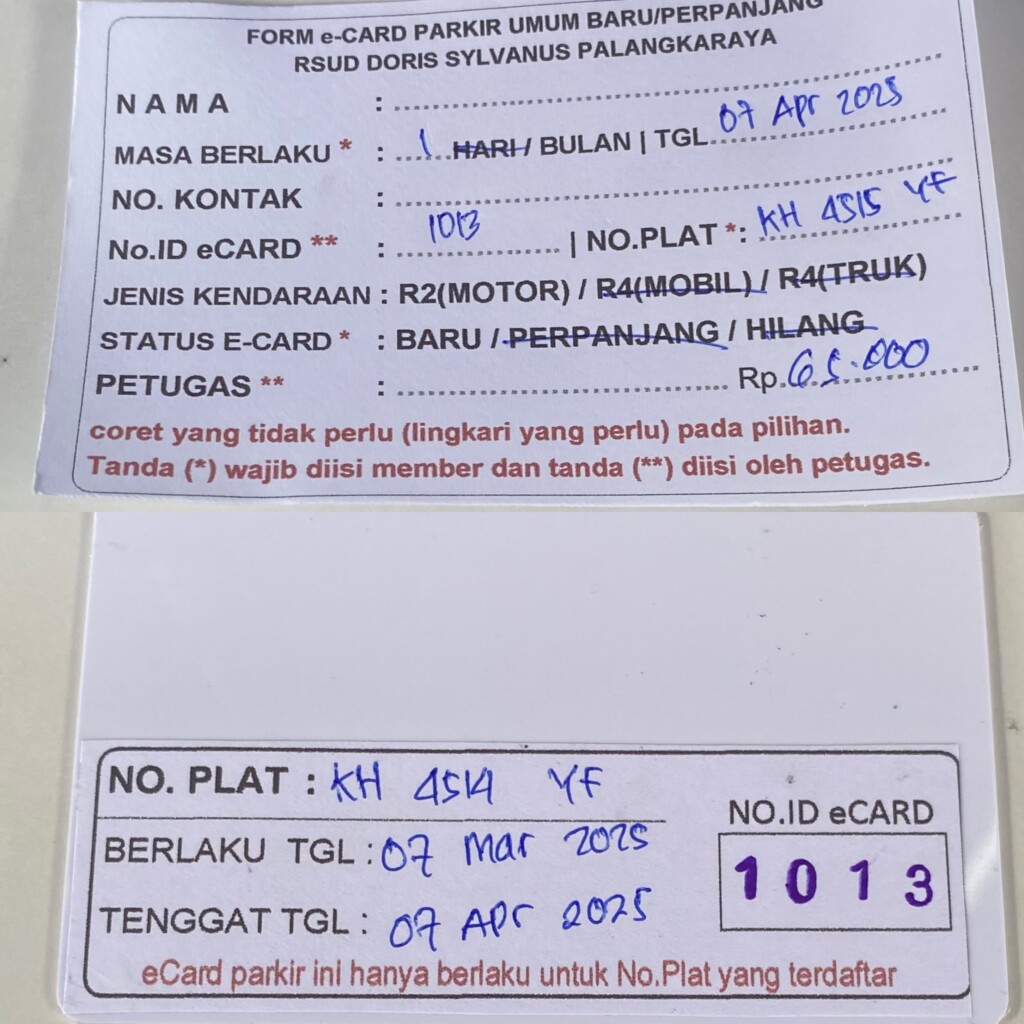 FORM e-CARD PARKIR UMUM BARU/PERPANJANG
RSUD DORIS SYLVANUS PALANGKARAYA
NAMA :
MASA BERLAKU * : 1 HARI / BULAN | TGL 07 Apr 2025
NO. KONTAK :
No.ID eCARD ** : 1013 | NO.PLAT *: KH 4515 YF
JENIS KENDARAAN : R2(MOTOR) / R4(MOBIL) / R4(TRUK)
STATUS E-CARD * : BARU / PERPANJANG / HILANG
PETUGAS ** : Rp. 65.000
coret yang tidak perlu (lingkari yang perlu) pada pilihan.
Tanda (*) wajib diisi member dan tanda (**) diisi oleh petugas.
NO. PLAT : KH 4514 YF
BERLAKU TGL : 07 Mar 2025
NO.ID eCARD
1013
TENGGAT TGL : 07 APr 2025
eCard parkir ini hanya berlaku untuk No.Plat yang terdaftar